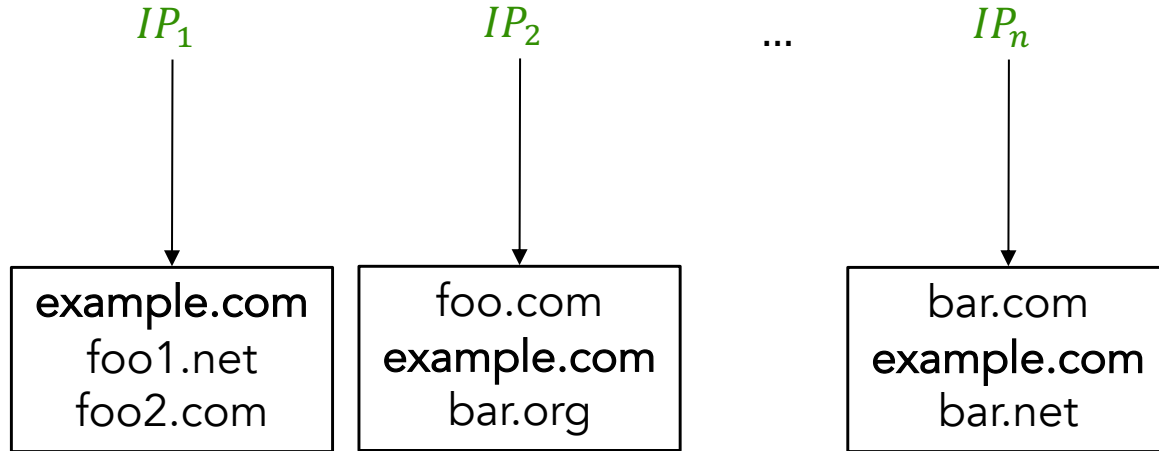 IP₁ IP₂ ... IPₙ
example.com foo.com bar.com
foo1.net example.com example.com
foo2.com bar.org bar.net